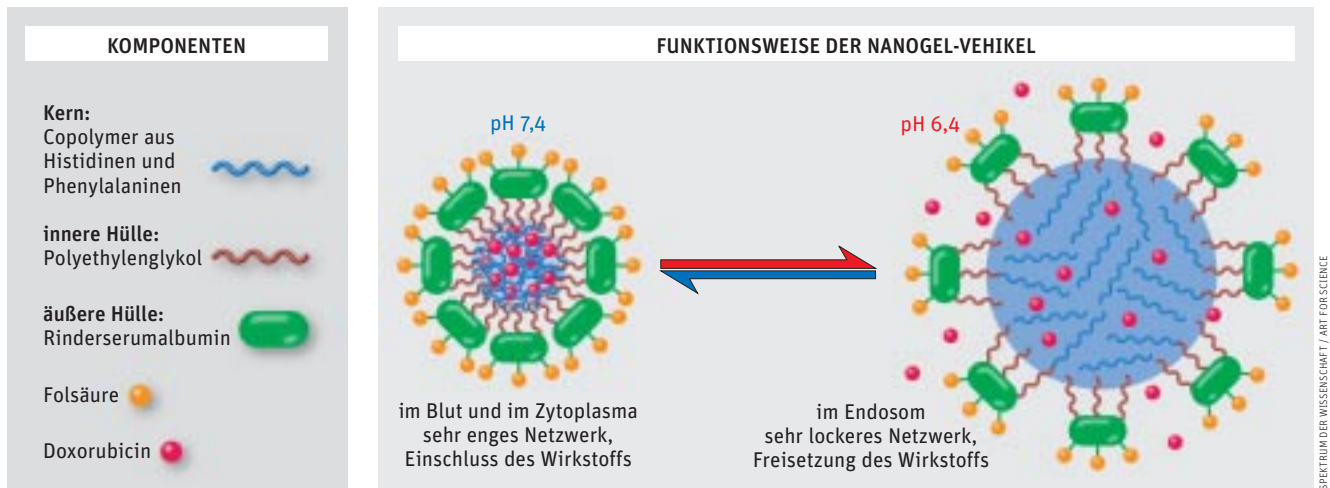 KOMPONENTEN
Kern:
Copolymer aus
Histidinen und
Phenylalaninen
innere Hülle:
Polyethylenglykol
äußere Hülle:
Rinderserumalbumin
Folsäure
Doxorubicin
FUNKTIONSWEISE DER NANOGEL-VEHIKEL
pH 7,4
im Blut und im Zytoplasma
sehr enges Netzwerk,
Einschluss des Wirkstoffs
pH 6,4
im Endosom
sehr lockeres Netzwerk,
Freisetzung des Wirkstoffs
SPEKTRUM DER WISSENSCHAFT / ART FOR SCIENCE